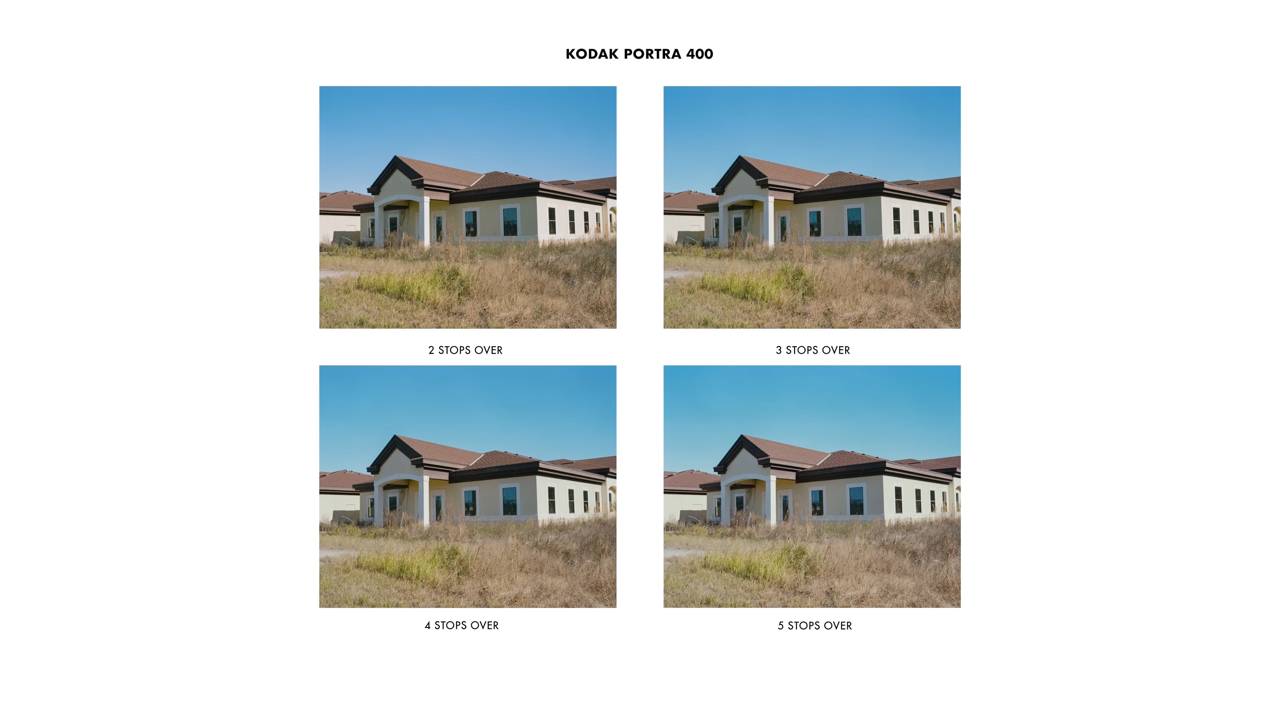 KODAK PORTRA 400
2 STOPS OVER
3 STOPS OVER
4 STOPS OVER
5 STOPS OVER